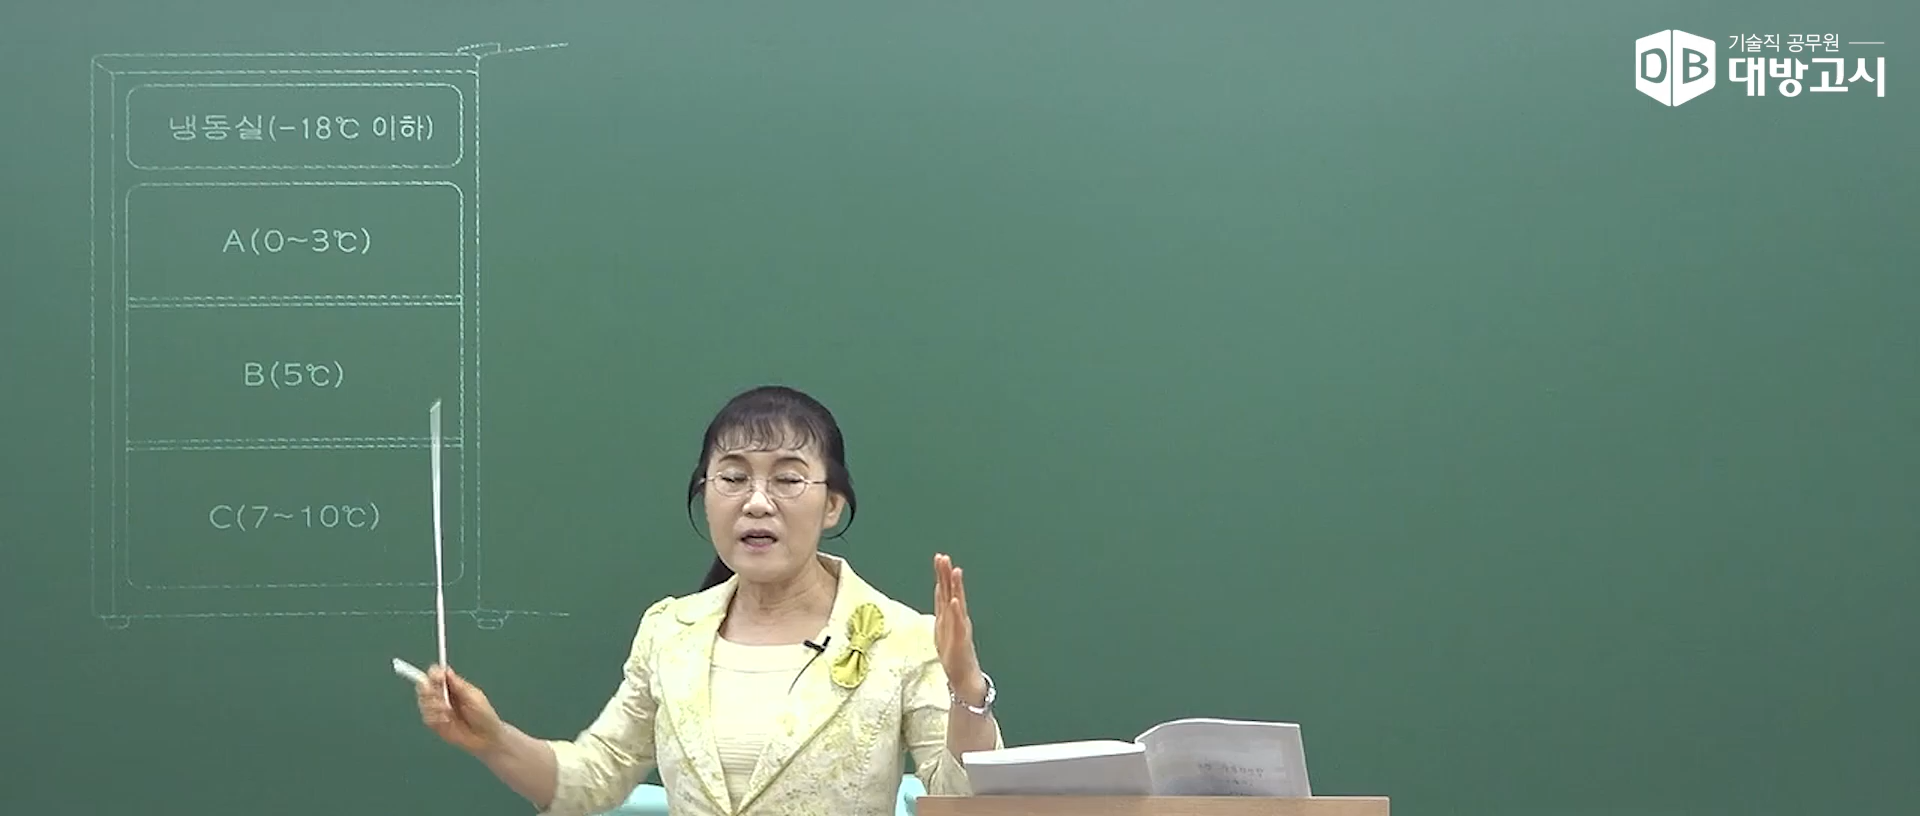 냉동실(-18℃ 이하)
A(0~3℃)
B(5℃)
C(7~10℃)
기술직 공무원
DB 대방고시